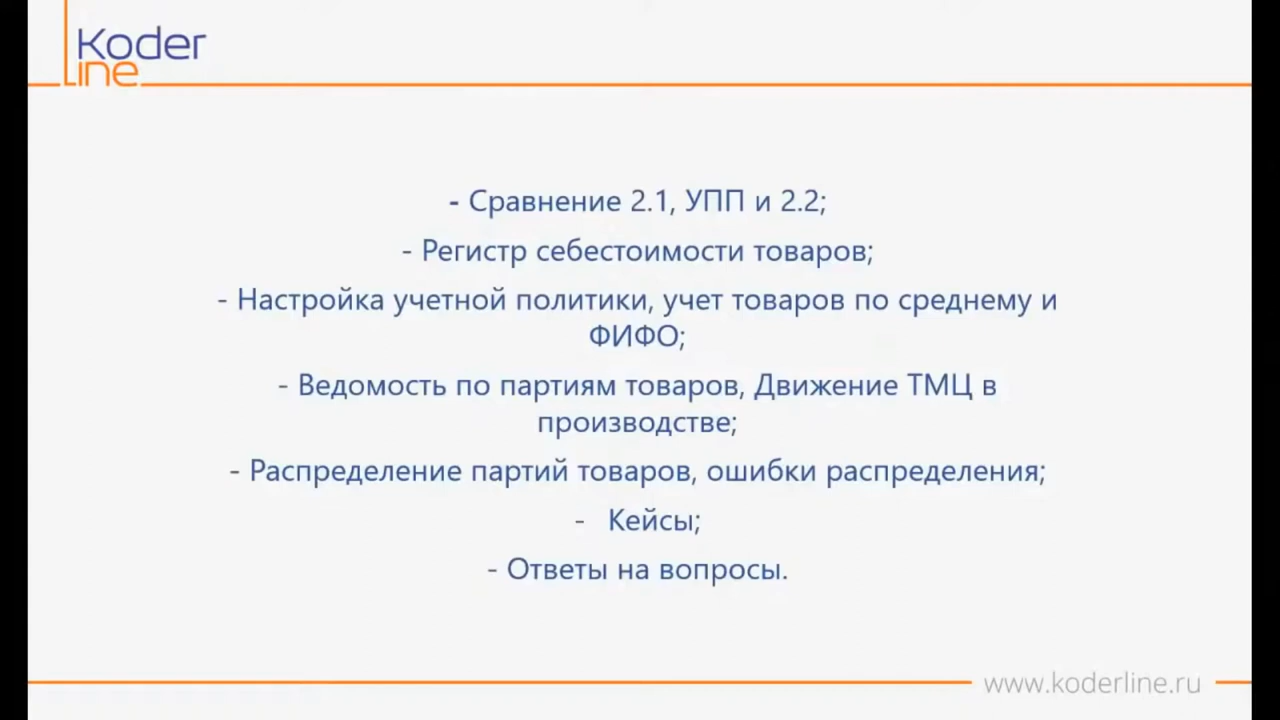 Koder
Line
- Сравнение 2.1, УПП и 2.2;
- Регистр себестоимости товаров;
- Настройка учетной политики, учет товаров по среднему и
ФИФО;
- Ведомость по партиям товаров, Движение ТМЦ в
производстве;
- Распределение партий товаров, ошибки распределения;
- Кейсы;
- Ответы на вопросы.
www.koderline.ru